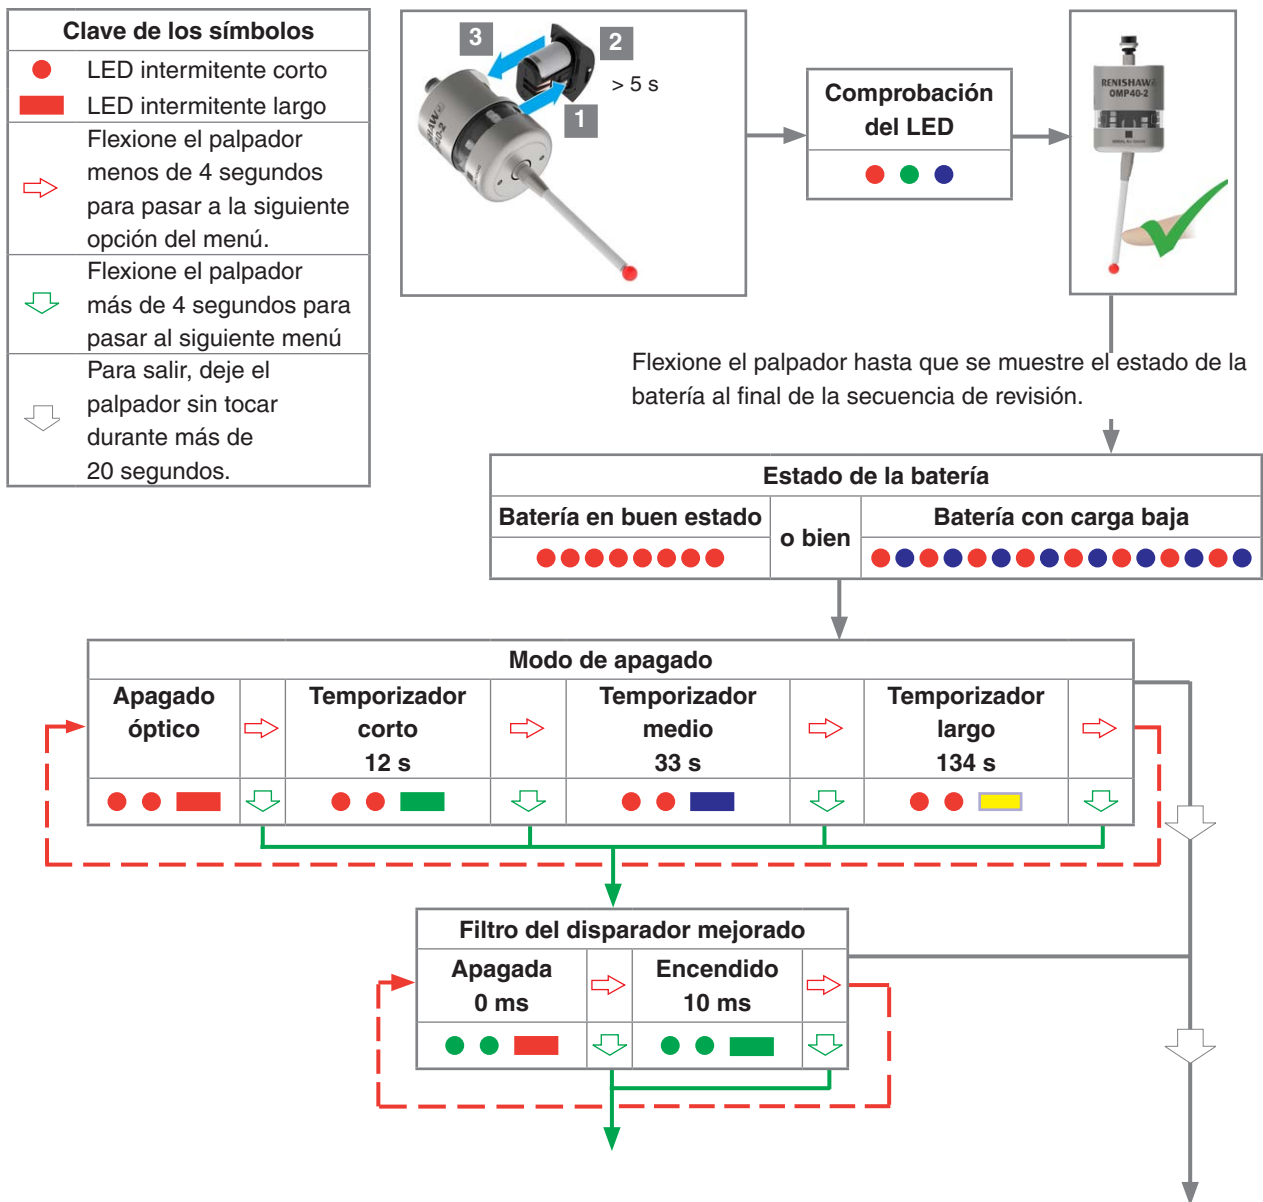 Clave de los símbolos
LED intermitente corto
LED intermitente largo
Flexione el palpador
menos de 4 segundos
para pasar a la siguiente
opción del menú.
Flexione el palpador
más de 4 segundos para
pasar al siguiente menú
Para salir, deje el
palpador sin tocar
durante más de
20 segundos.
3
2
> 5 s
1
RENISHAW
40-2
Comprobación
del LED
RENISHAW
OMP40-2
Flexione el palpador hasta que se muestre el estado de la
batería al final de la secuencia de revisión.
Estado de la batería
Batería en buen estado
o bien
Batería con carga baja
Modo de apagado
Apagado
óptico
Temporizador
corto
12 s
Temporizador
medio
33 s
Temporizador
largo
134 s
Filtro del disparador mejorado
Apagada
0 ms
Encendido
10 ms